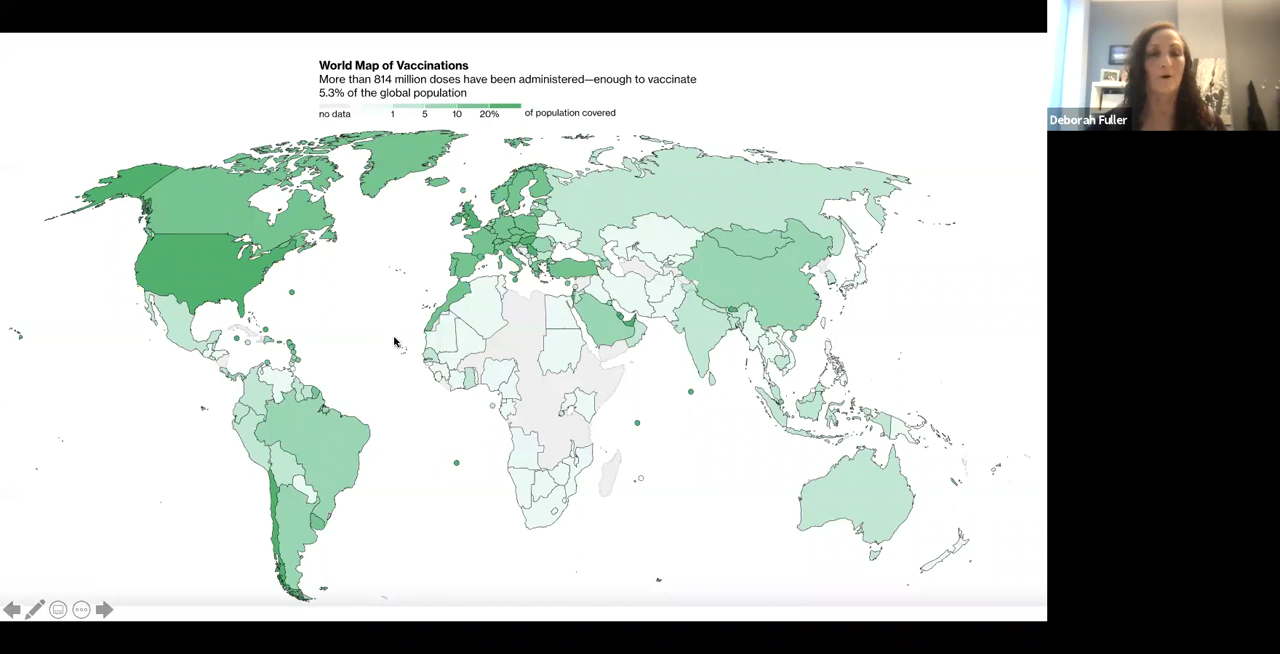 World Map of Vaccinations
More than 814 million doses have been administered—enough to vaccinate
5.3% of the global population
no data 1 5 10 20% of population covered
Deborah Fuller